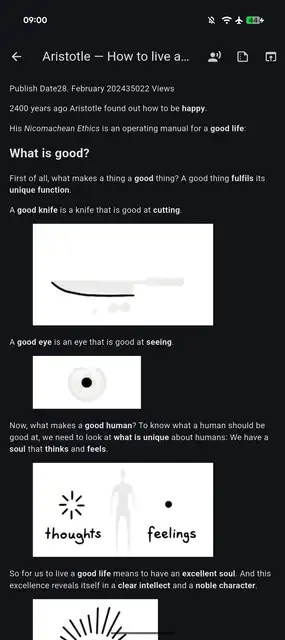 09:00
44
Aristotle — How to live a...
Publish Date28. February 202435022 Views
2400 years ago Aristotle found out how to be happy.
His Nicomachean Ethics is an operating manual for a good life:
What is good?
First of all, what makes a thing a good thing? A good thing fulfils its
unique function.
A good knife is a knife that is good at cutting.
A good eye is an eye that is good at seeing.
Now, what makes a good human? To know what a human should be
good at, we need to look at what is unique about humans: We have a
soul that thinks and feels.
thoughts feelings
So for us to live a good life means to have an excellent soul. And this
excellence reveals itself in a clear intellect and a noble character.